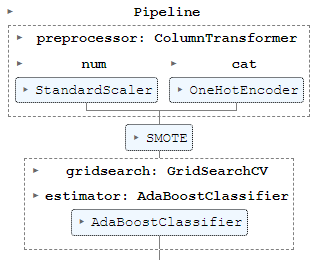 Pipeline
preprocessor: ColumnTransformer
num cat
StandardScaler OneHotEncoder
SMOTE
gridsearch: GridSearchCV
estimator: AdaBoostClassifier
AdaBoostClassifier